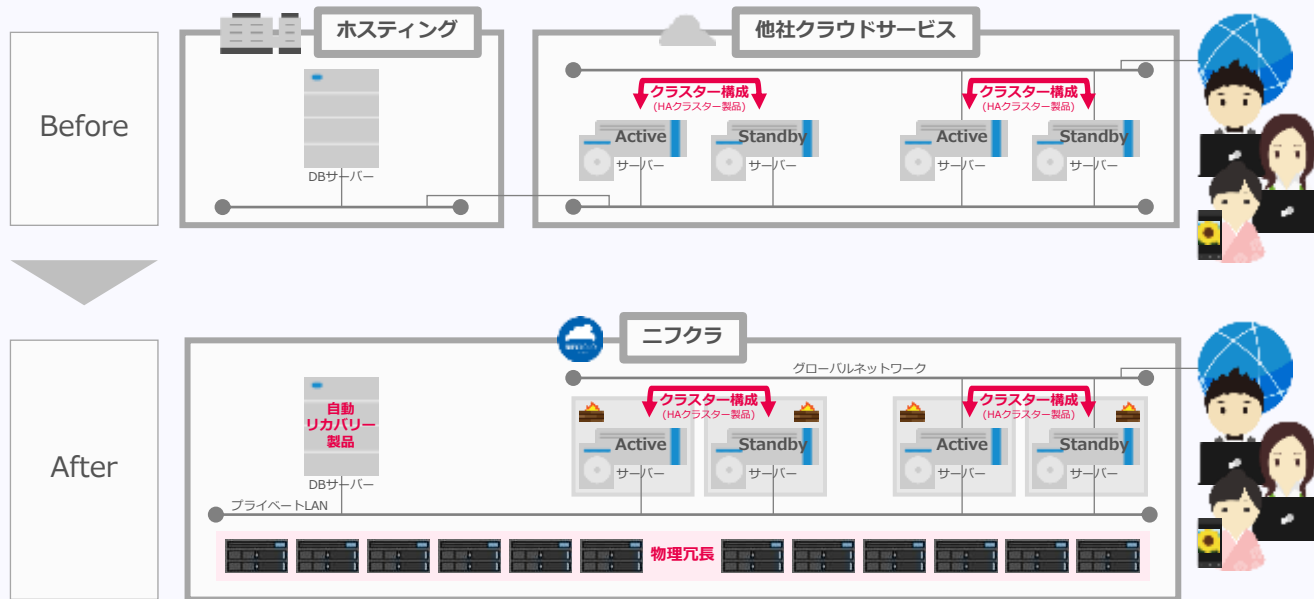 ホスティング
他社クラウドサービス
Before
クラスター構成
(HAクラスター製品)
クラスター構成
(HAクラスター製品)
Active
Standby
Active
Standby
サーバー
サーバー
サーバー
サーバー
DBサーバー
ニフクラ
After
グローバルネットワーク
クラスター構成
(HAクラスター製品)
クラスター構成
(HAクラスター製品)
自動
リカバリー
製品
Active
Standby
Active
Standby
サーバー
サーバー
サーバー
サーバー
DBサーバー
プライベートLAN
物理冗長